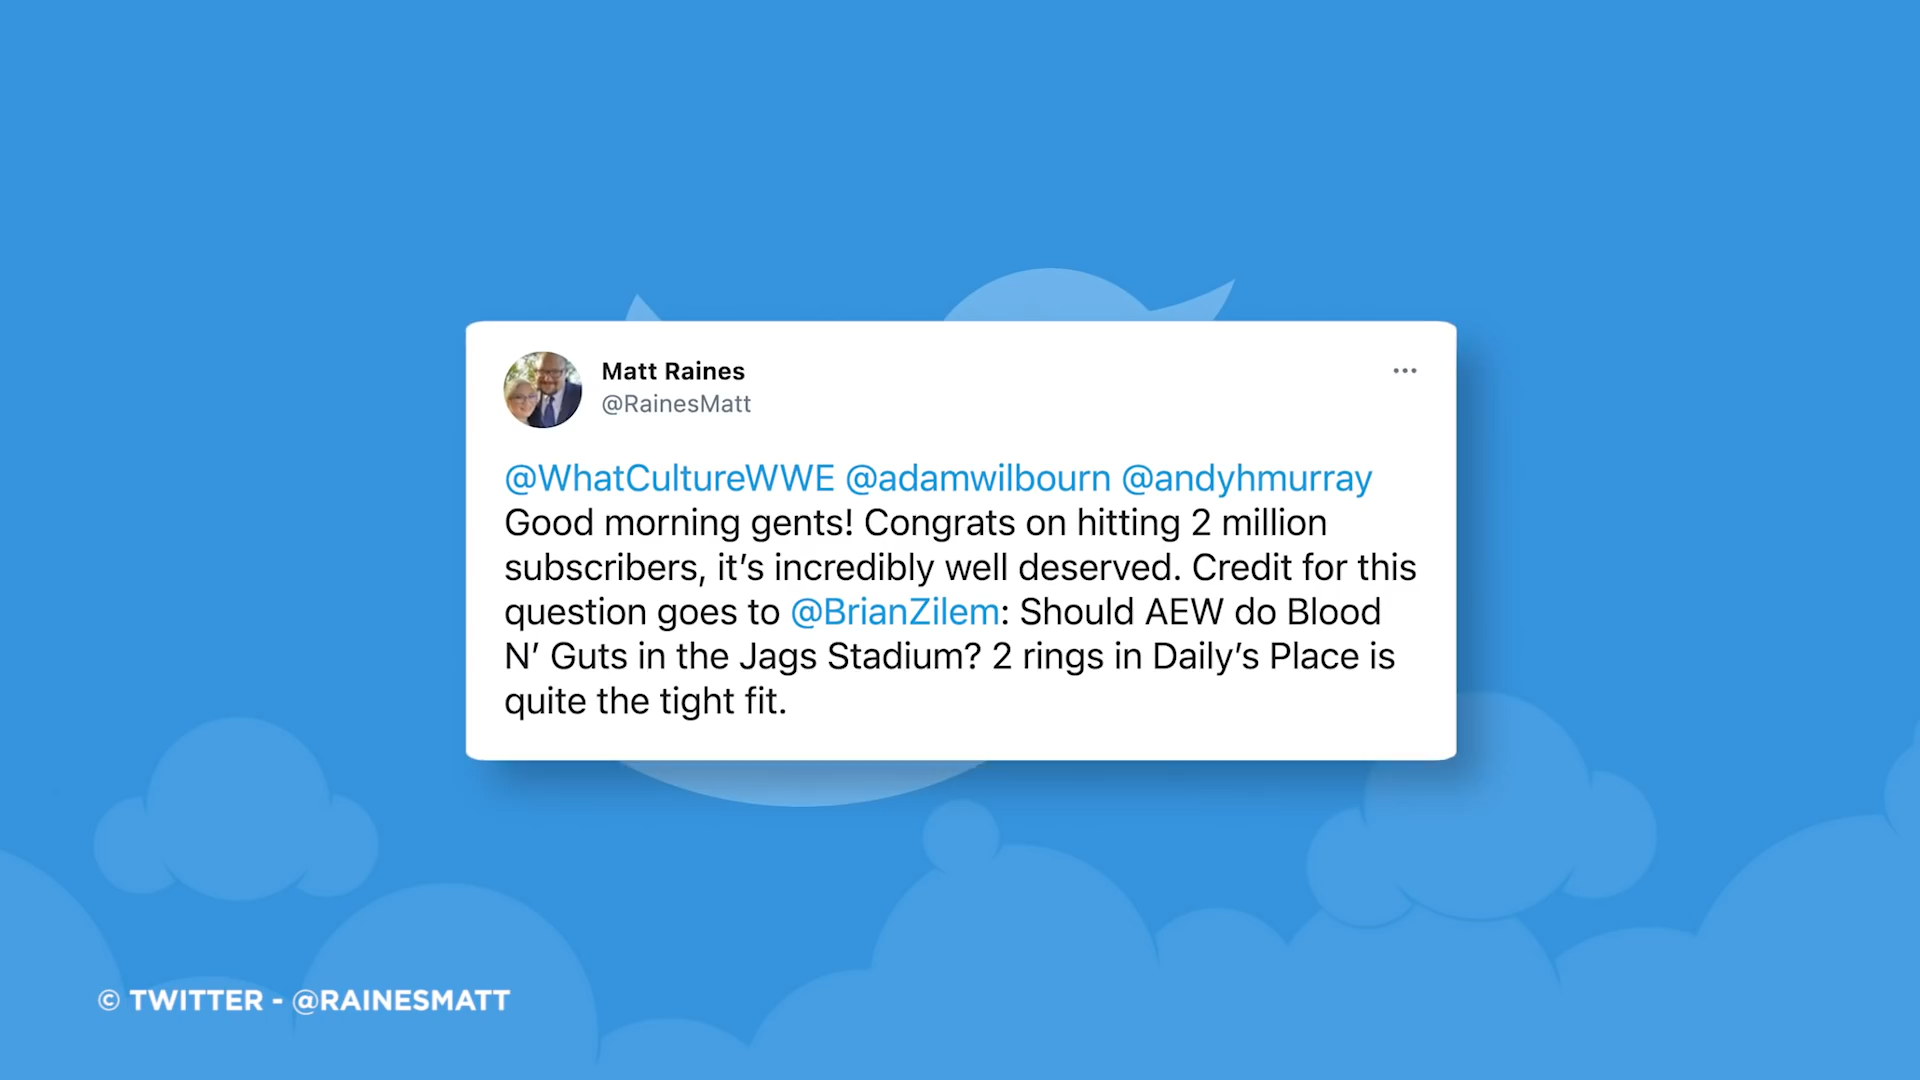 Matt Raines
@RainesMatt
@WhatCultureWWE @adamwilbourn @andyhmurray
Good morning gents! Congrats on hitting 2 million
subscribers, it’s incredibly well deserved. Credit for this
question goes to @BrianZilem: Should AEW do Blood
N’ Guts in the Jags Stadium? 2 rings in Daily’s Place is
quite the tight fit.
© TWITTER - @RAINESMATT